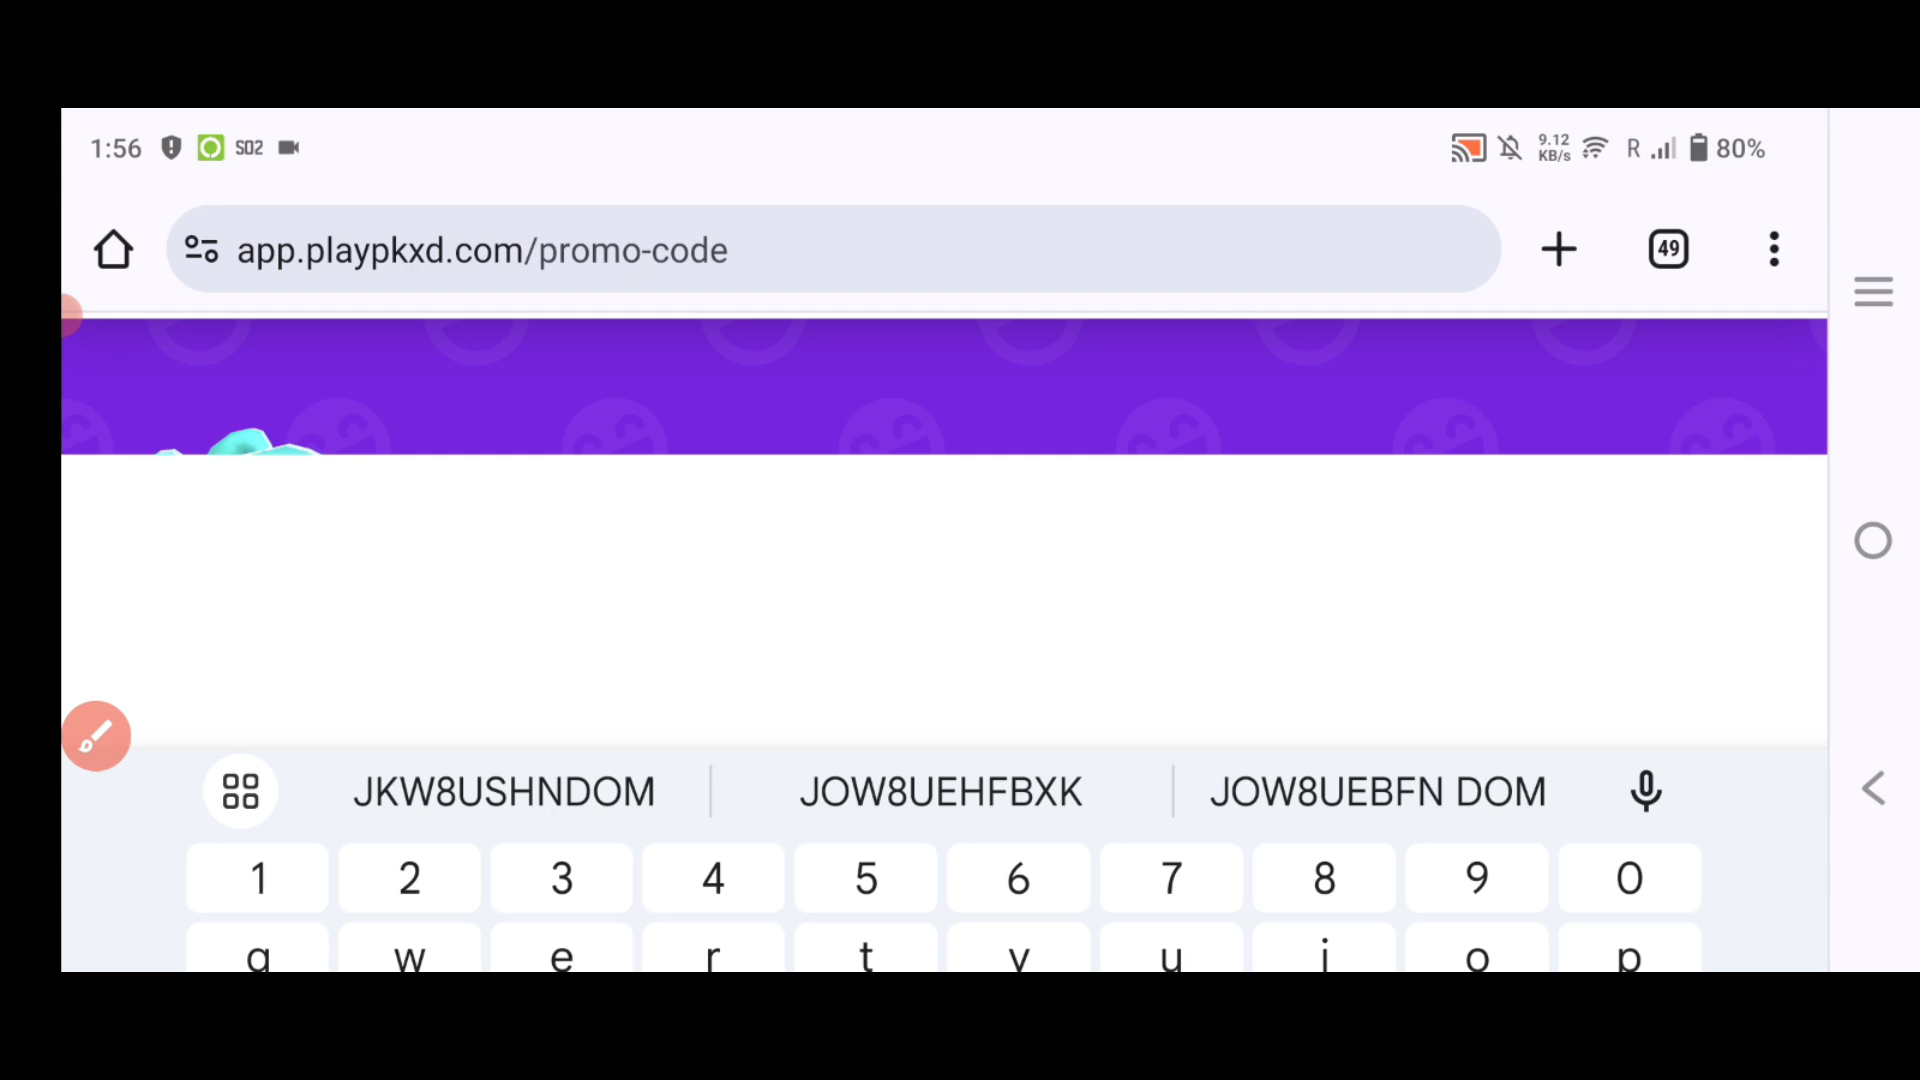 1:56 S02 9.12 KB/s R 80%
app.playpkxd.com/promo-code 49
JKW8USHNDOM JOW8UEHFBXK JOW8UEBFN DOM
1 2 3 4 5 6 7 8 9 0
q w e r t y u i o p